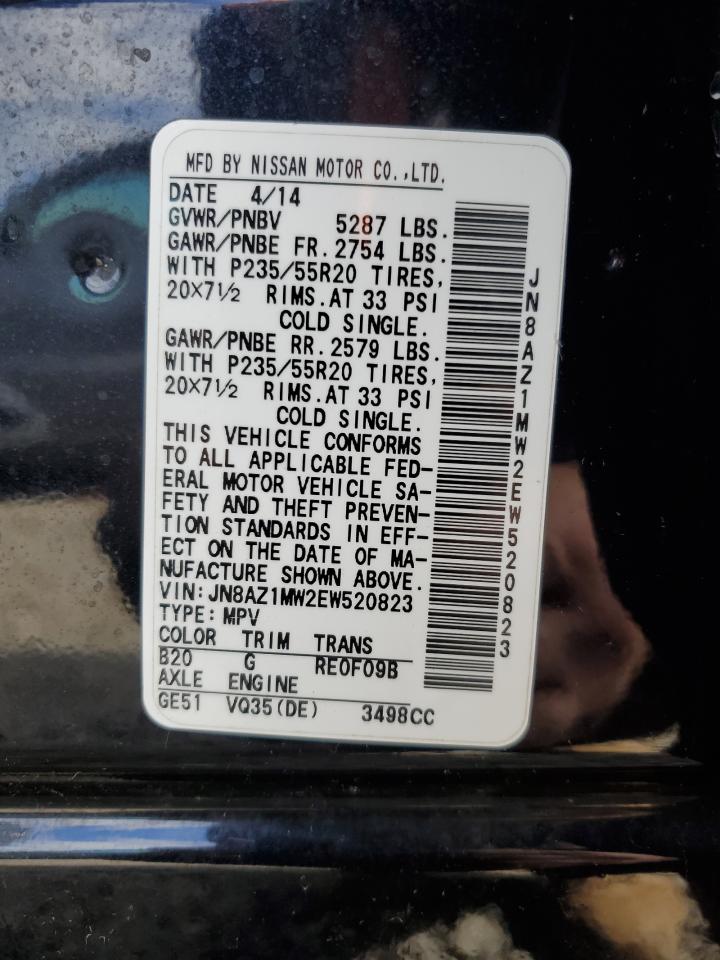 MFD BY NISSAN MOTOR CO.,LTD.
DATE 4/14
GVWR/PNBV 5287 LBS.
GAWR/PNBE FR. 2754 LBS.
WITH P235/55R20 TIRES,
20X7½ RIMS. AT 33 PSI
COLD SINGLE.
GAWR/PNBE RR. 2579 LBS.
WITH P235/55R20 TIRES,
20X7½ RIMS. AT 33 PSI
COLD SINGLE.
THIS VEHICLE CONFORMS
TO ALL APPLICABLE FED-
ERAL MOTOR VEHICLE SA-
FETY AND THEFT PREVEN-
TION STANDARDS IN EFF-
ECT ON THE DATE OF MA-
NUFACTURE SHOWN ABOVE.
VIN: JN8AZ1MW2EW520823
TYPE: MPV
COLOR TRIM TRANS
B20 G RE0F09B
AXLE ENGINE
GE51 VQ35(DE) 3498CC
JN8AZ1MW2EW520823